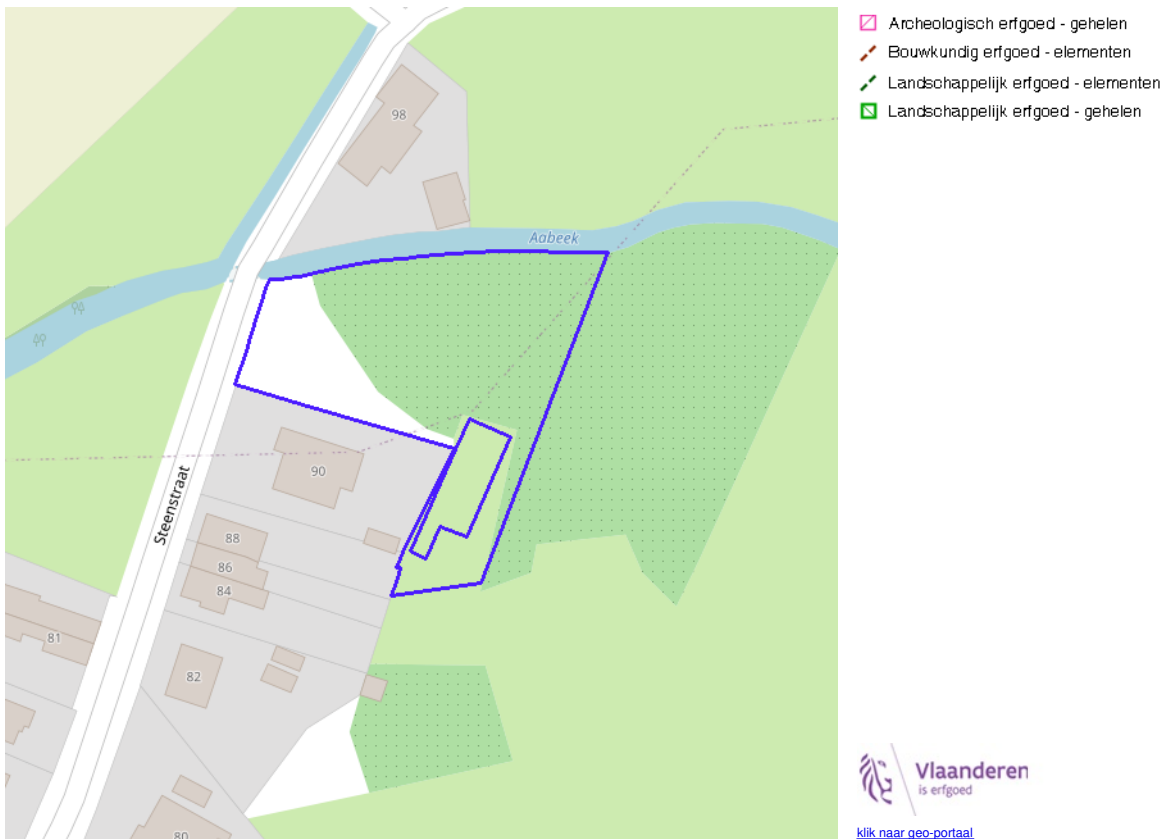 Archeologisch erfgoed - gehelen
Bouwkundig erfgoed - elementen
Landschappelijk erfgoed - elementen
Landschappelijk erfgoed - gehelen
98
Aabeek
90
Steenstraat
88
86
84
81
82
80
Vlaanderen
is erfgoed
klik naar geo-portaal